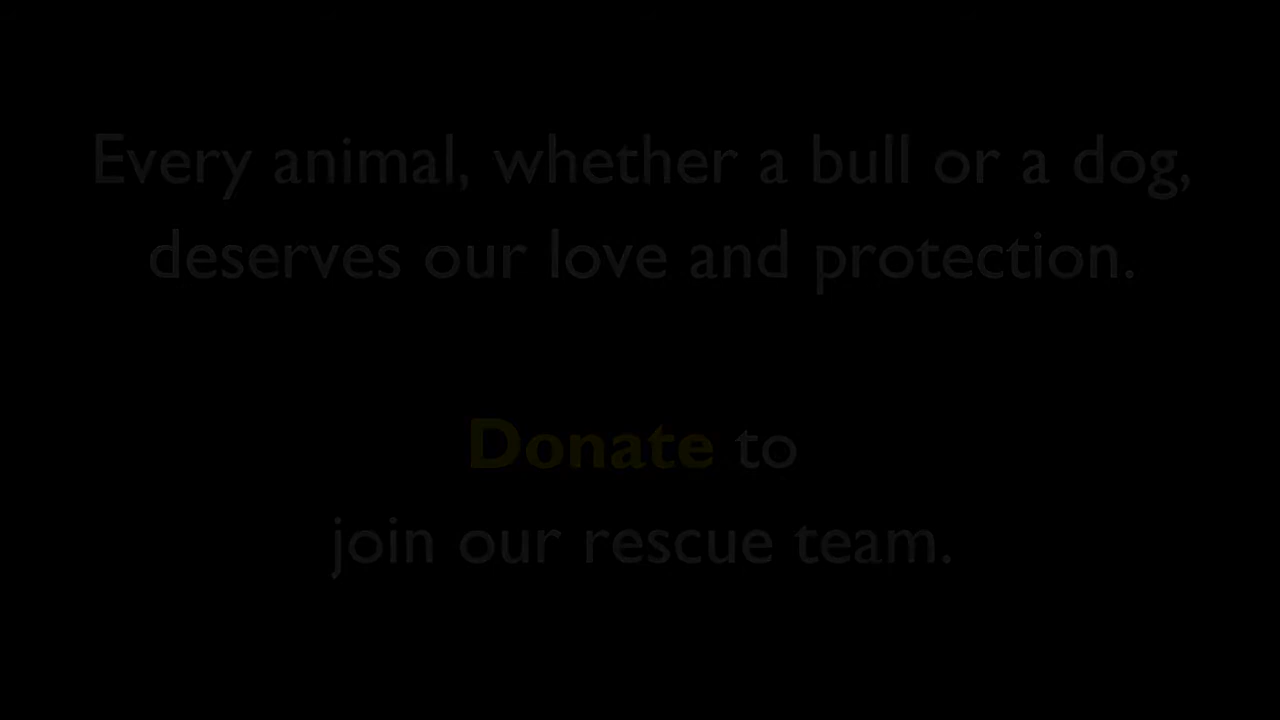 Every animal, whether a bull or a dog,
deserves our love and protection.
Donate to
join our rescue team.